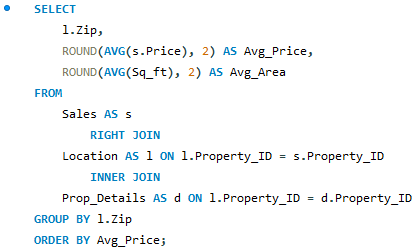 SELECT
l.Zip,
ROUND(AVG(s.Price), 2) AS Avg_Price,
ROUND(AVG(Sq_ft), 2) AS Avg_Area
FROM
Sales AS s
RIGHT JOIN
Location AS l ON l.Property_ID = s.Property_ID
INNER JOIN
Prop_Details AS d ON l.Property_ID = d.Property_ID
GROUP BY l.Zip
ORDER BY Avg_Price;